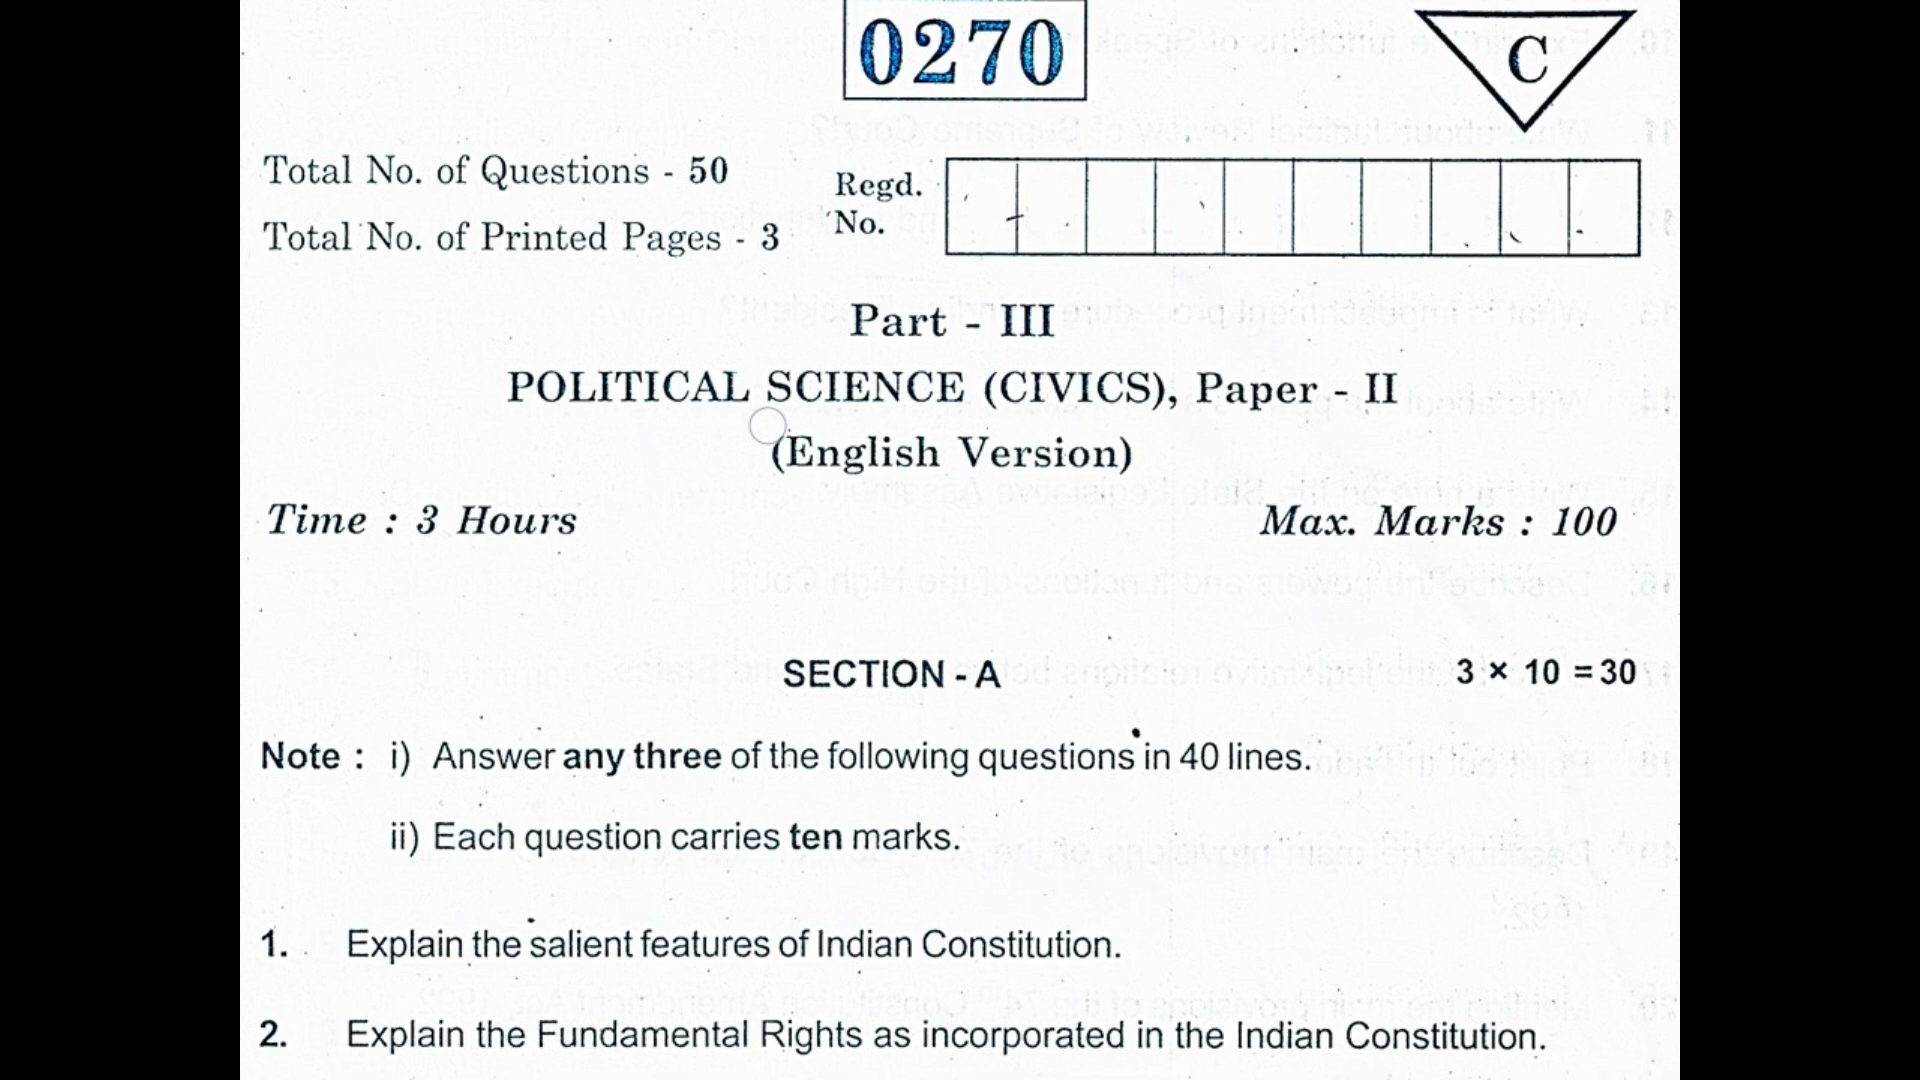 0270
C
Total No. of Questions - 50
Regd.
No.
Total No. of Printed Pages - 3
Part - III
POLITICAL SCIENCE (CIVICS), Paper - II
(English Version)
Time : 3 Hours
Max. Marks : 100
SECTION - A
3 × 10 = 30
Note : i) Answer any three of the following questions in 40 lines.
ii) Each question carries ten marks.
1. Explain the salient features of Indian Constitution.
2. Explain the Fundamental Rights as incorporated in the Indian Constitution.